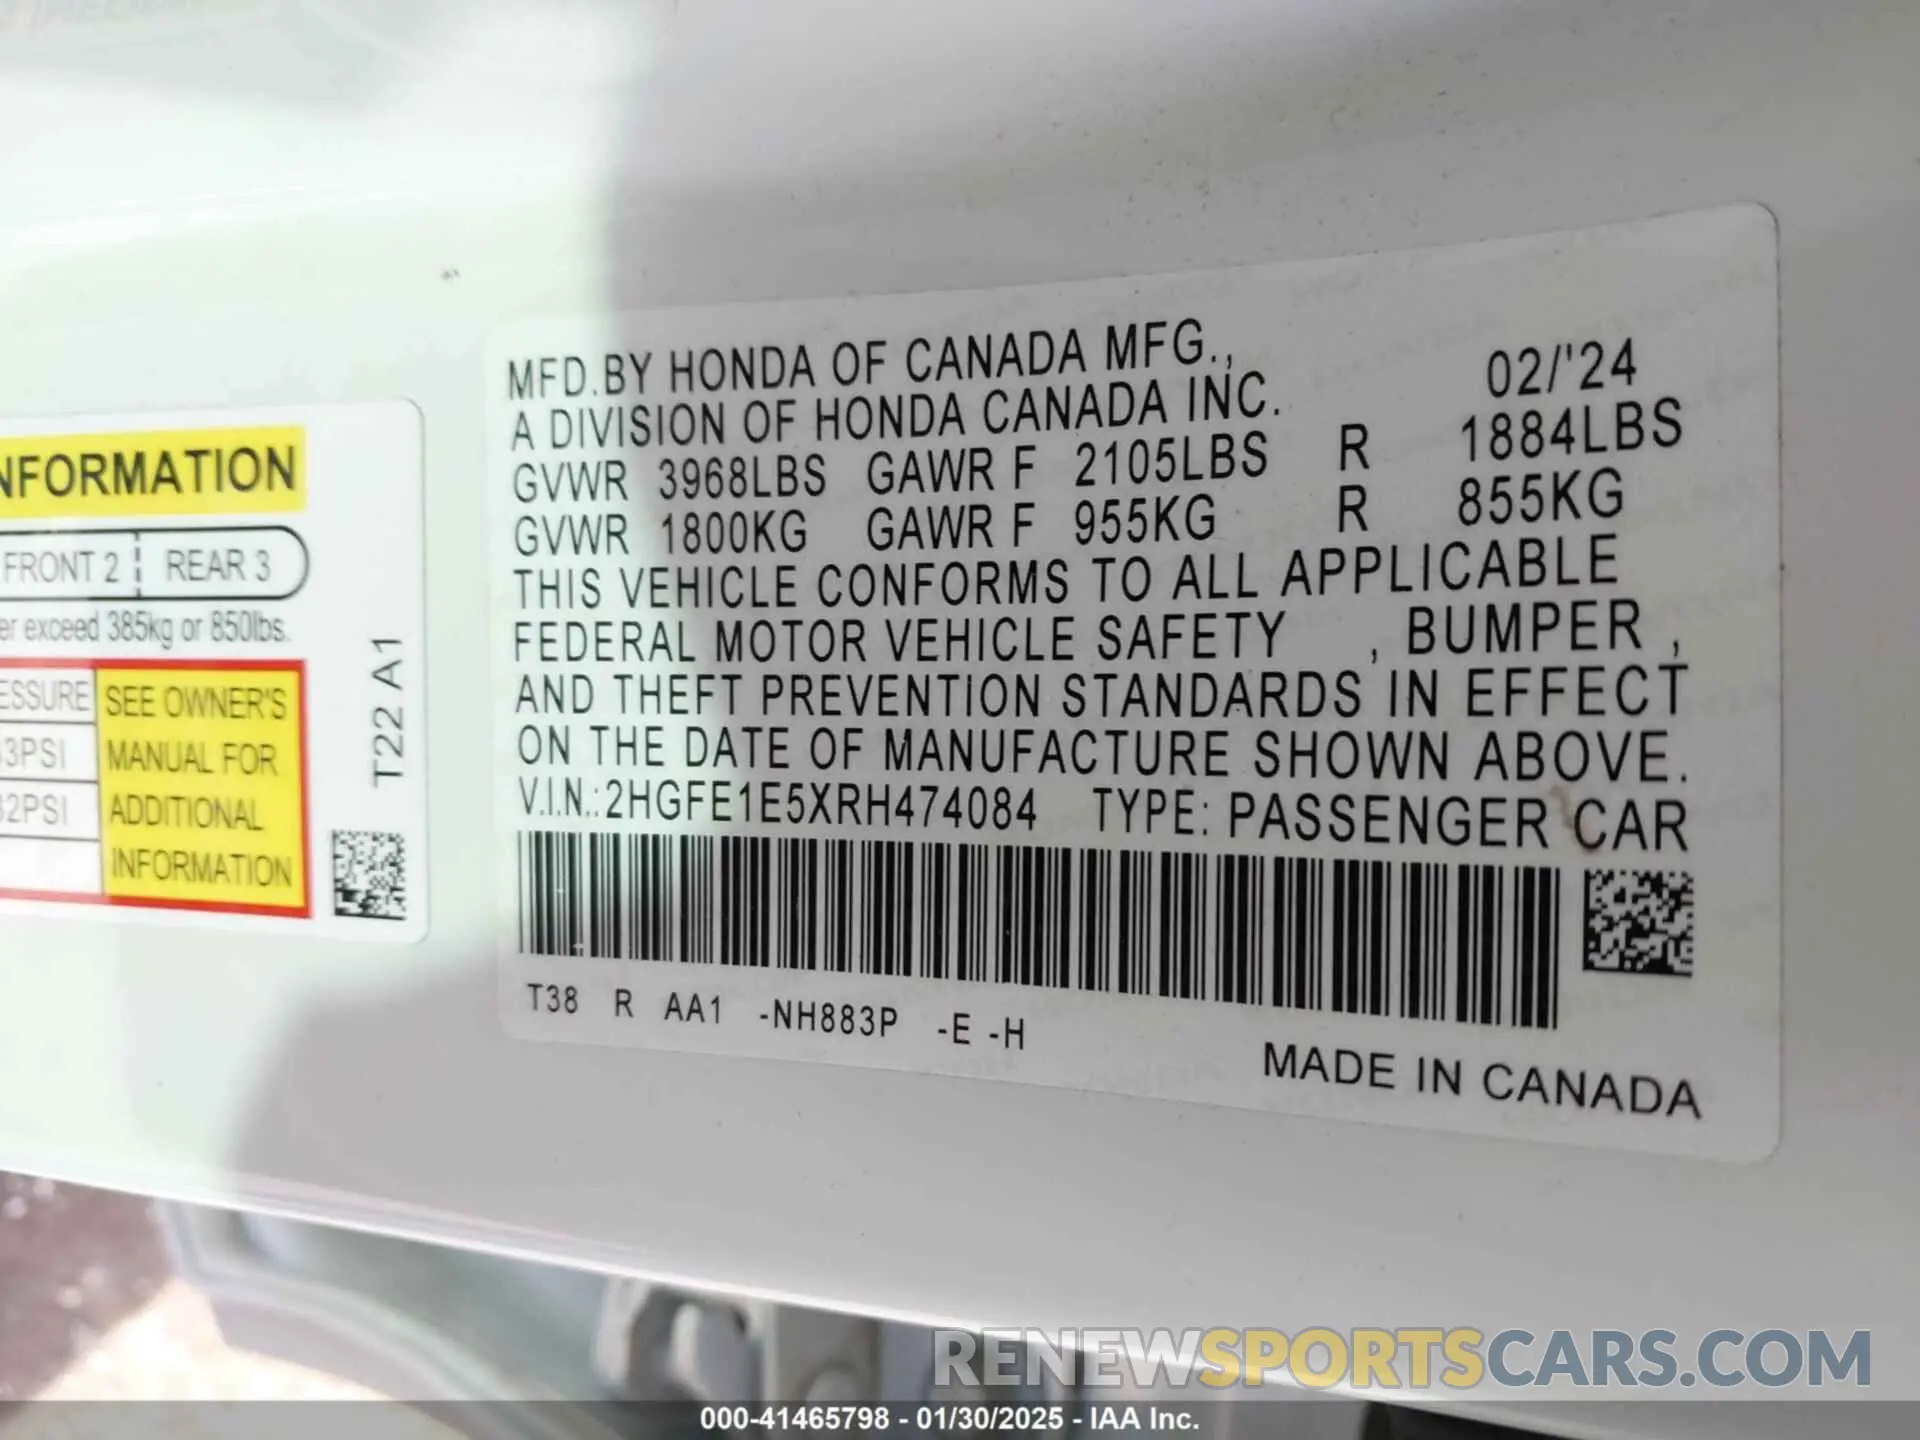 NFORMATION
FRONT 2 REAR 3
er exceed 385kg or 850lbs.
ESSURE SEE OWNER'S
3PSI MANUAL FOR
32PSI ADDITIONAL
INFORMATION
T22 A1
MFD.BY HONDA OF CANADA MFG., 02/'24
A DIVISION OF HONDA CANADA INC.
GVWR 3968LBS GAWR F 2105LBS R 1884LBS
GVWR 1800KG GAWR F 955KG R 855KG
THIS VEHICLE CONFORMS TO ALL APPLICABLE
FEDERAL MOTOR VEHICLE SAFETY , BUMPER ,
AND THEFT PREVENTION STANDARDS IN EFFECT
ON THE DATE OF MANUFACTURE SHOWN ABOVE.
V.I.N.:2HGFE1E5XRH474084 TYPE: PASSENGER CAR
T38 R AA1 -NH883P -E -H
MADE IN CANADA
RENEWSPORTSCARS.COM
000-41465798 - 01/30/2025 - IAA Inc.